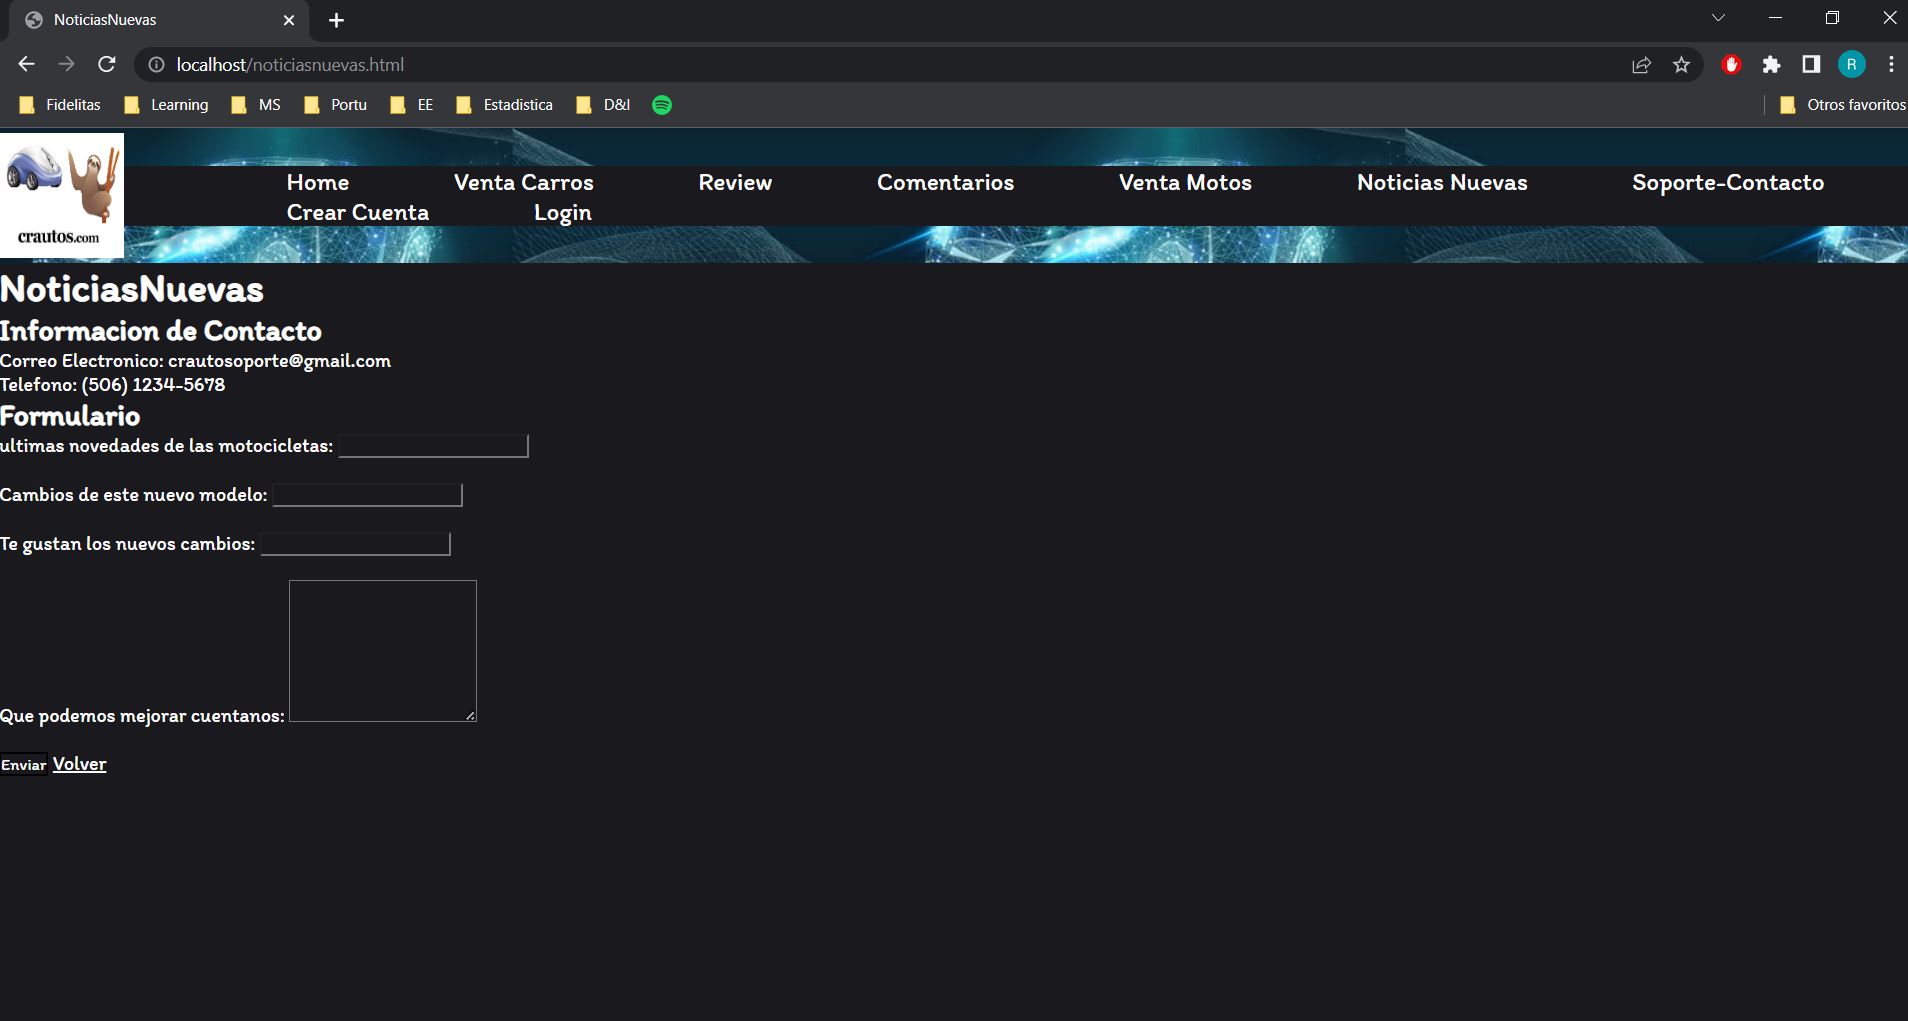 NoticiasNuevas
localhost/noticiasnuevas.html
R
Fidelitas Learning MS Portu EE Estadistica D&I Otros favoritos
crautos.com
Home Venta Carros Review Comentarios Venta Motos Noticias Nuevas Soporte-Contacto
Crear Cuenta Login
NoticiasNuevas
Informacion de Contacto
Correo Electronico: crautosoporte@gmail.com
Telefono: (506) 1234-5678
Formulario
ultimas novedades de las motocicletas:
Cambios de este nuevo modelo:
Te gustan los nuevos cambios:
Que podemos mejorar cuentanos:
Enviar Volver